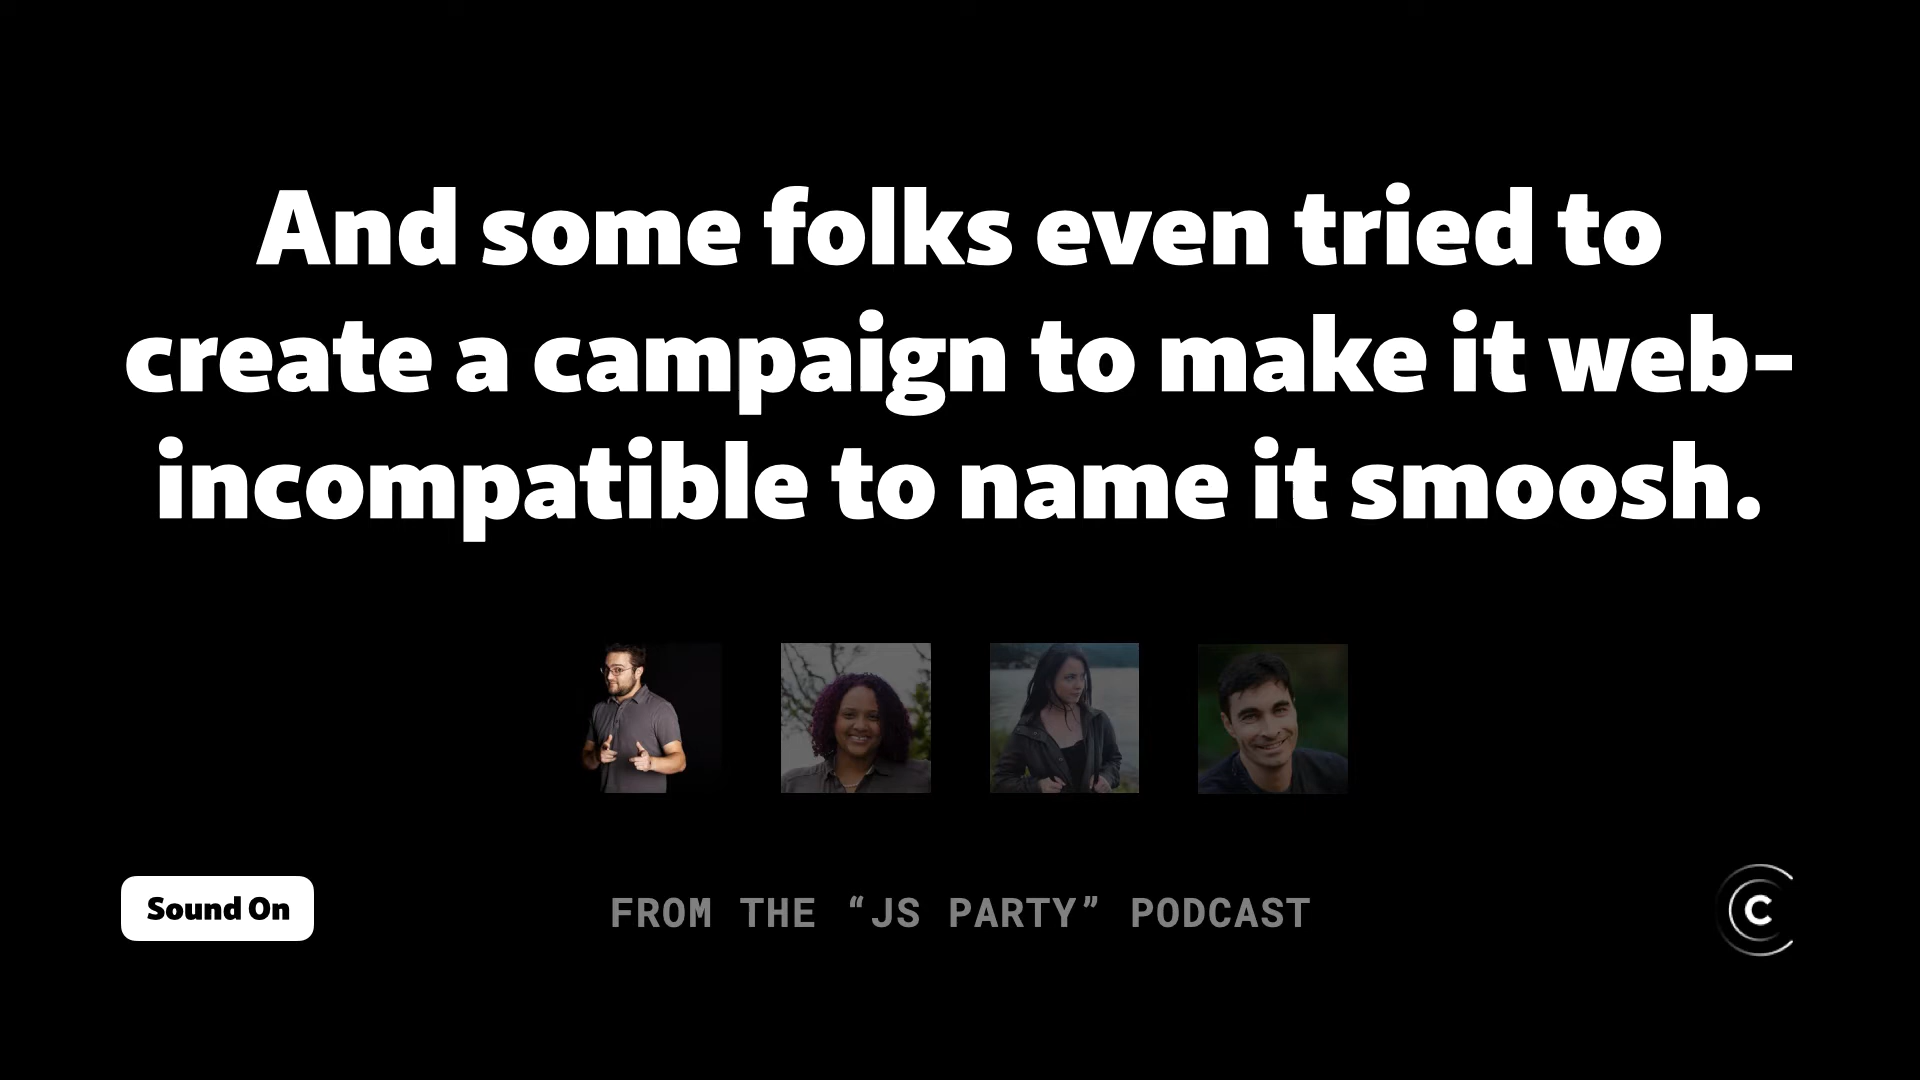 And some folks even tried to
create a campaign to make it web-
incompatible to name it smoosh.
Sound On
FROM THE “JS PARTY” PODCAST
C